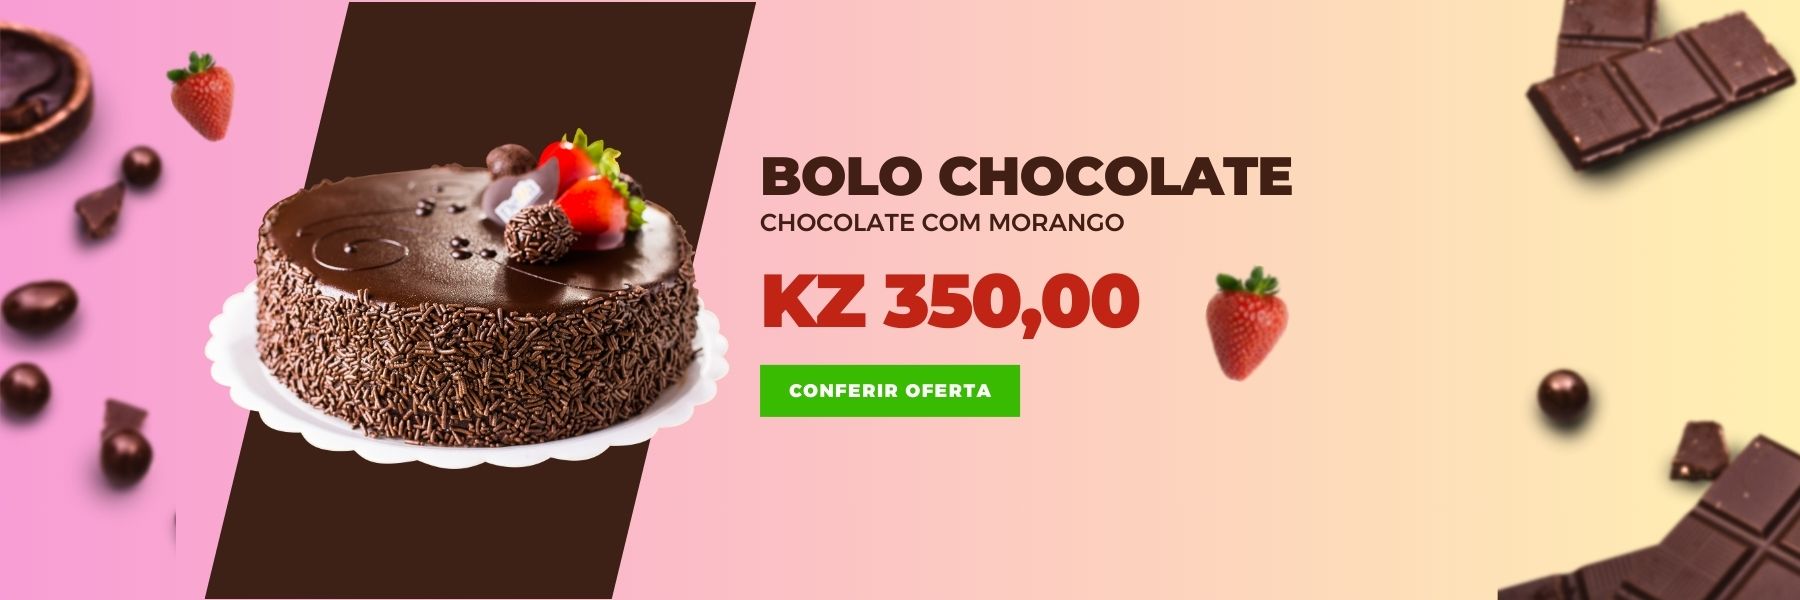 BOLO CHOCOLATE
CHOCOLATE COM MORANGO
KZ 350,00
CONFERIR OFERTA